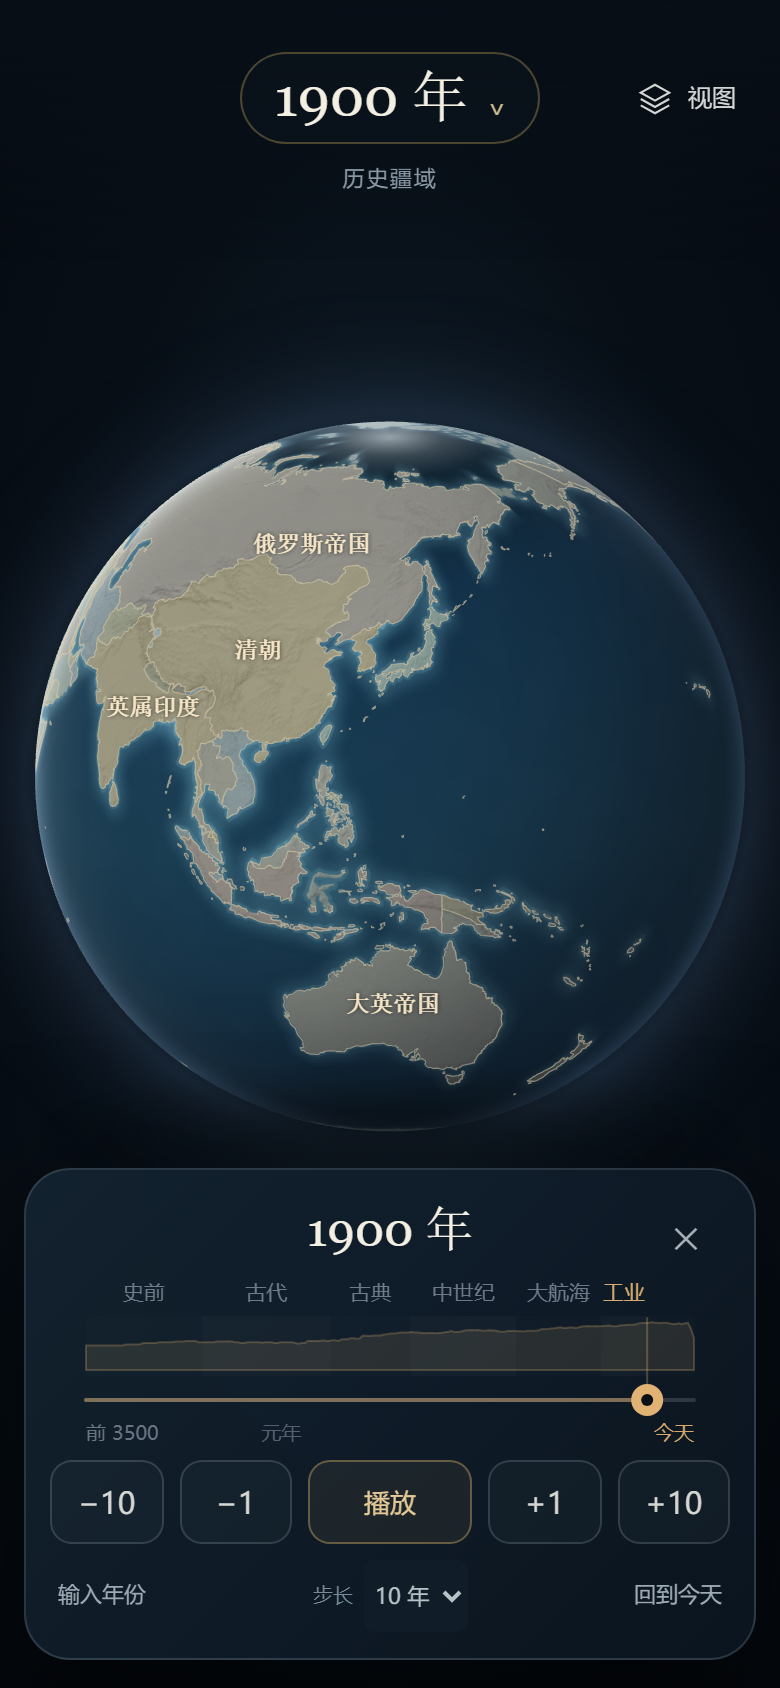 1900 年
视图
历史疆域
俄罗斯帝国
清朝
英属印度
大英帝国
1900 年
史前 古代 古典 中世纪 大航海 工业
前 3500 元年 今天
−10 −1 播放 +1 +10
输入年份 步长 10 年 回到今天